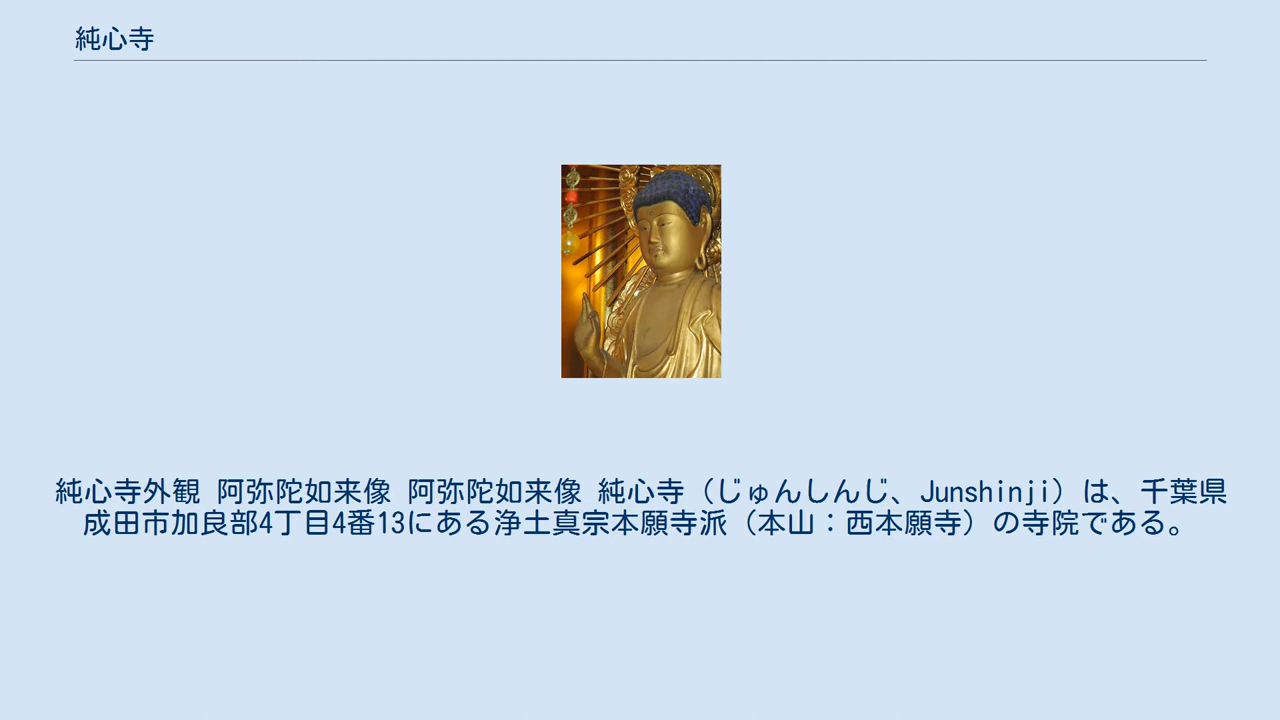 純心寺
純心寺外観 阿弥陀如来像 阿弥陀如来像 純心寺（じゅんしんじ、Junshinji）は、千葉県
成田市加良部4丁目4番13にある浄土真宗本願寺派（本山：西本願寺）の寺院である。